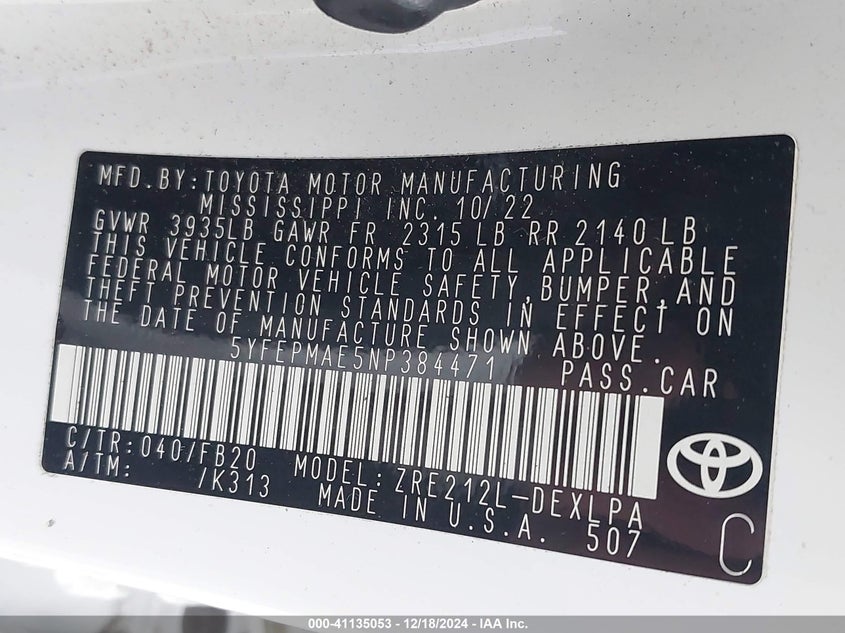 MFD.BY:TOYOTA MOTOR MANUFACTURING
MISSISSIPPI INC. 10/22
GVWR 3935LB GAWR FR 2315 LB RR 2140 LB
THIS VEHICLE CONFORMS TO ALL APPLICABLE
FEDERAL MOTOR VEHICLE SAFETY,BUMPER,AND
THEFT PREVENTION STANDARDS IN EFFECT ON
THE DATE OF MANUFACTURE SHOWN ABOVE.
5YFEPMAE5NP384471
PASS.CAR
C/TR:040/FB20 MODEL:ZRE212L-DEXLPA
A/TM: /K313 MADE IN U.S.A. 507
C
000-41135053 - 12/18/2024 - IAA Inc.